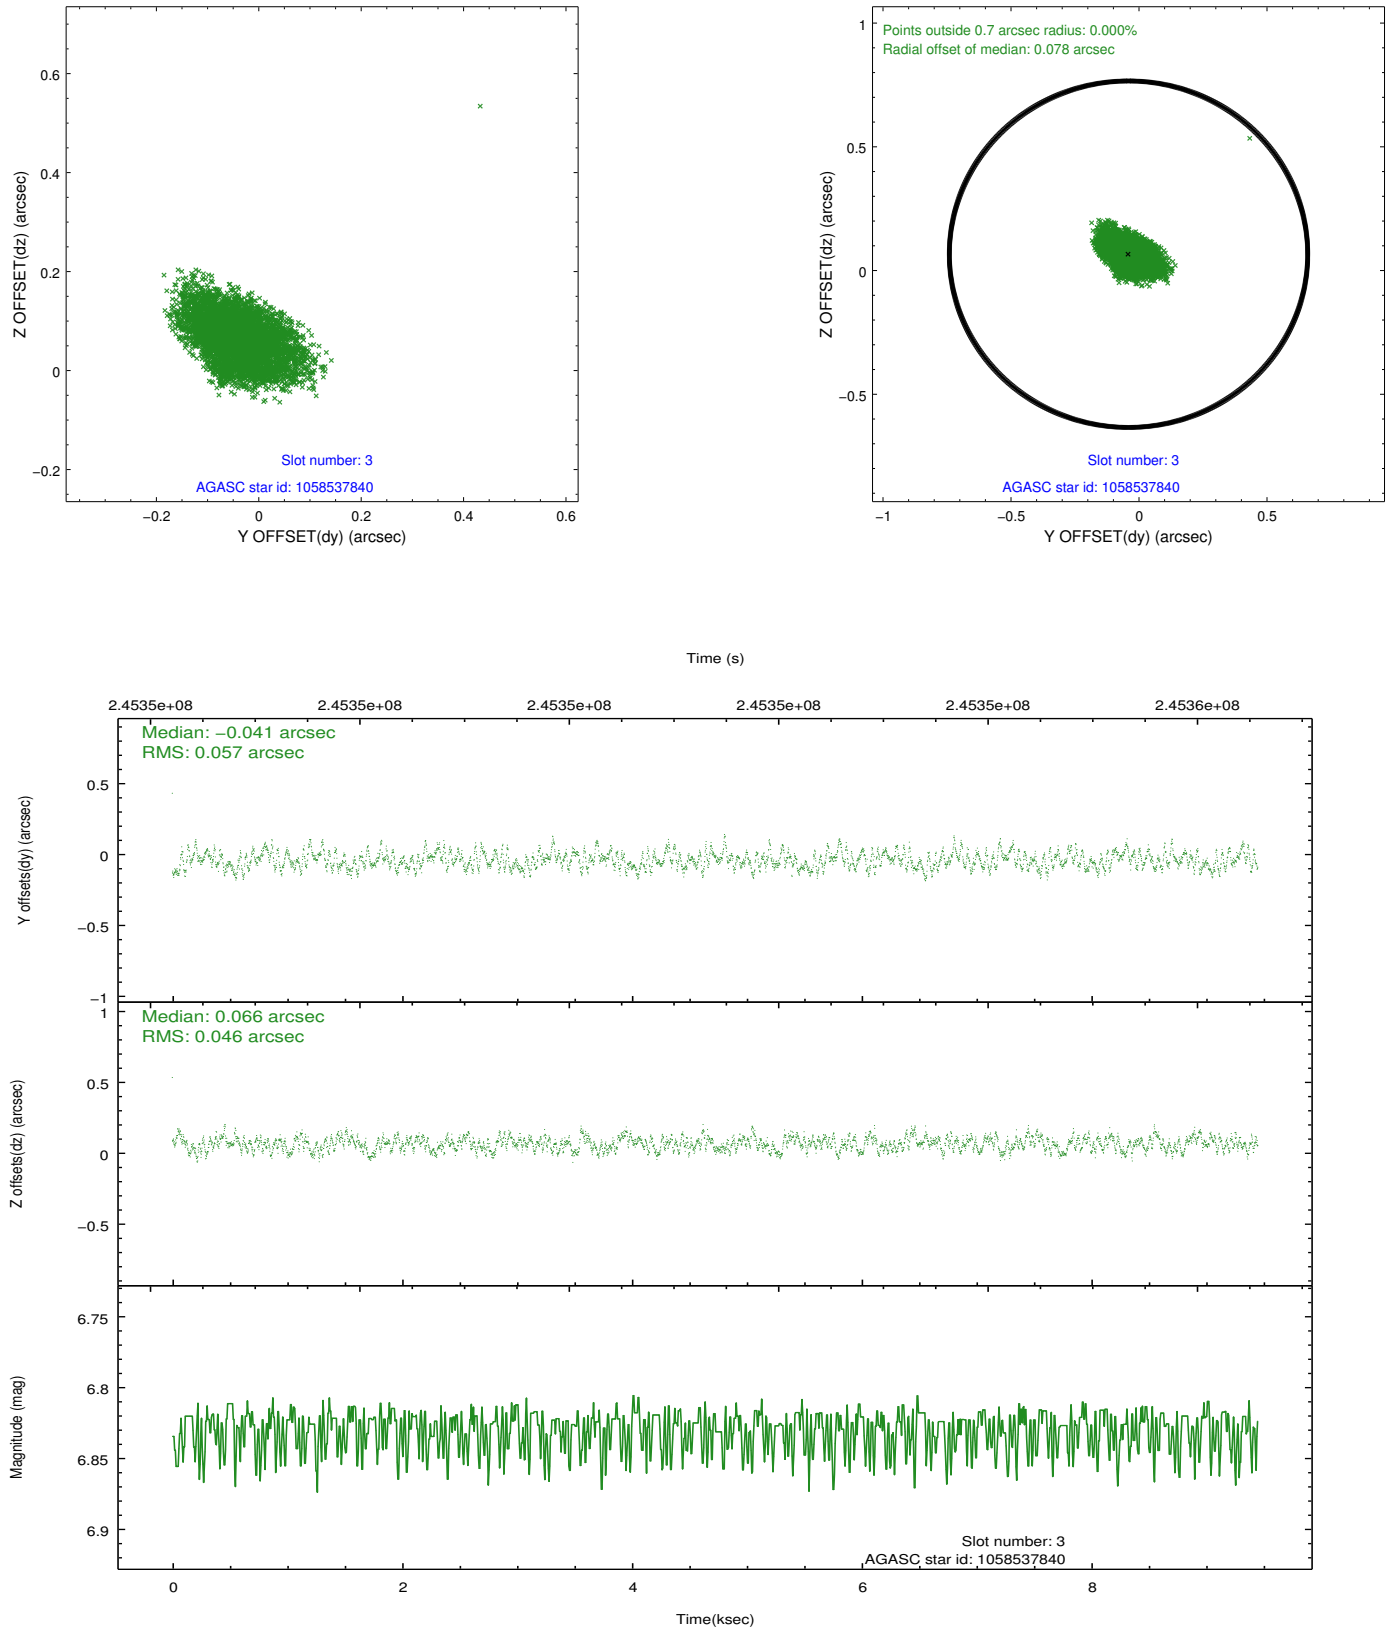 0.6
0.4
0.2
0
−0.2
Z OFFSET(dz) (arcsec)
Slot number: 3
AGASC star id: 1058537840
−0.2 0 0.2 0.4 0.6
Y OFFSET(dy) (arcsec)
Points outside 0.7 arcsec radius: 0.000%
Radial offset of median: 0.078 arcsec
1
0.5
0
−0.5
Z OFFSET(dz) (arcsec)
Slot number: 3
AGASC star id: 1058537840
−1 −0.5 0 0.5
Y OFFSET(dy) (arcsec)
Time (s)
2.4535e+08 2.4535e+08 2.4535e+08 2.4535e+08 2.4535e+08 2.4536e+08
Median: −0.041 arcsec
RMS: 0.057 arcsec
0.5
0
−0.5
−1
Y offsets(dy) (arcsec)
Median: 0.066 arcsec
RMS: 0.046 arcsec
1
0.5
0
−0.5
Z offsets(dz) (arcsec)
6.75
6.8
6.85
6.9
Magnitude (mag)
Slot number: 3
AGASC star id: 1058537840
0 2 4 6 8
Time(ksec)